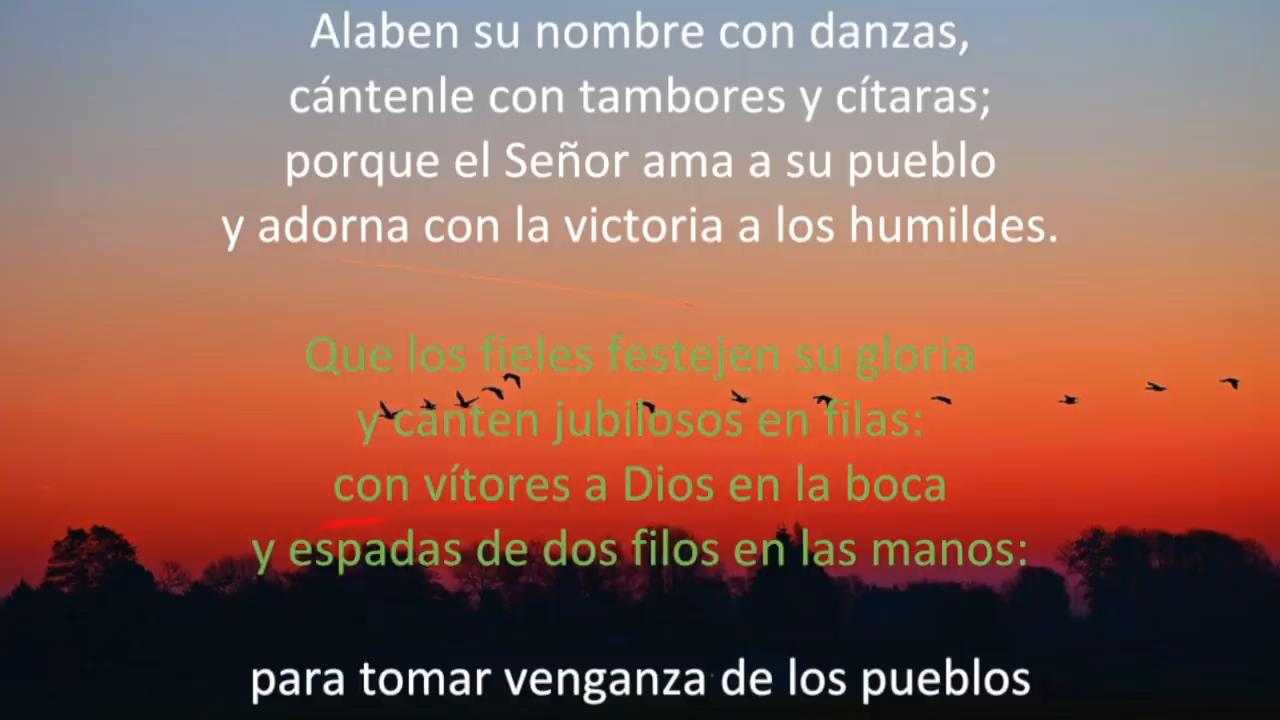 Alaben su nombre con danzas,
cántenle con tambores y cítaras;
porque el Señor ama a su pueblo
y adorna con la victoria a los humildes.
Que los fieles festejen su gloria
y canten jubilosos en filas:
con vítores a Dios en la boca
y espadas de dos filos en las manos:
para tomar venganza de los pueblos